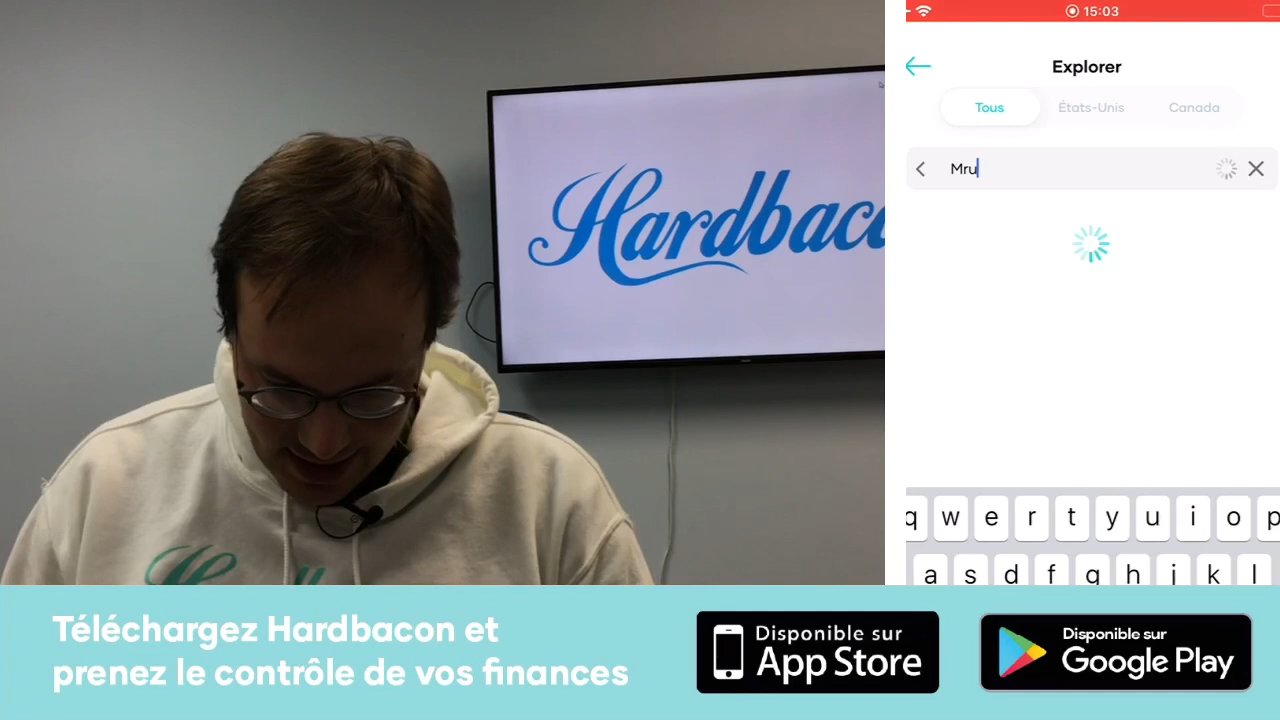 Hardbaco
15:03
Explorer
Tous
États-Unis
Canada
Mru
q w e r t y u i o p
a s d f g h j k l
Téléchargez Hardbacon et
prenez le contrôle de vos finances
Disponible sur
App Store
Disponible sur
Google Play